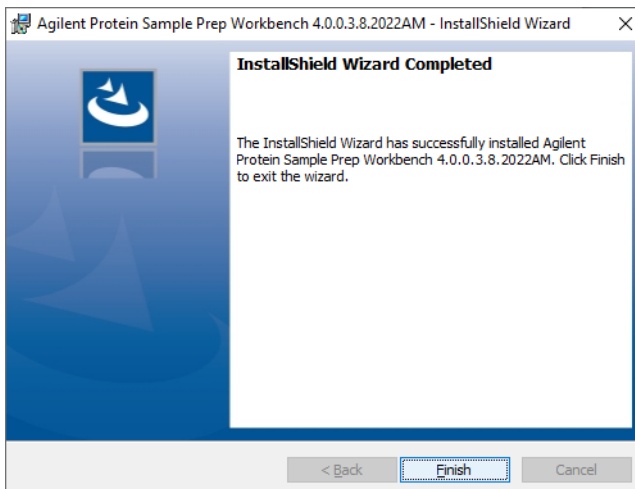 Agilent Protein Sample Prep Workbench 4.0.0.3.8.2022AM - InstallShield Wizard
InstallShield Wizard Completed
The InstallShield Wizard has successfully installed Agilent
Protein Sample Prep Workbench 4.0.0.3.8.2022AM. Click Finish
to exit the wizard.
< Back Finish Cancel